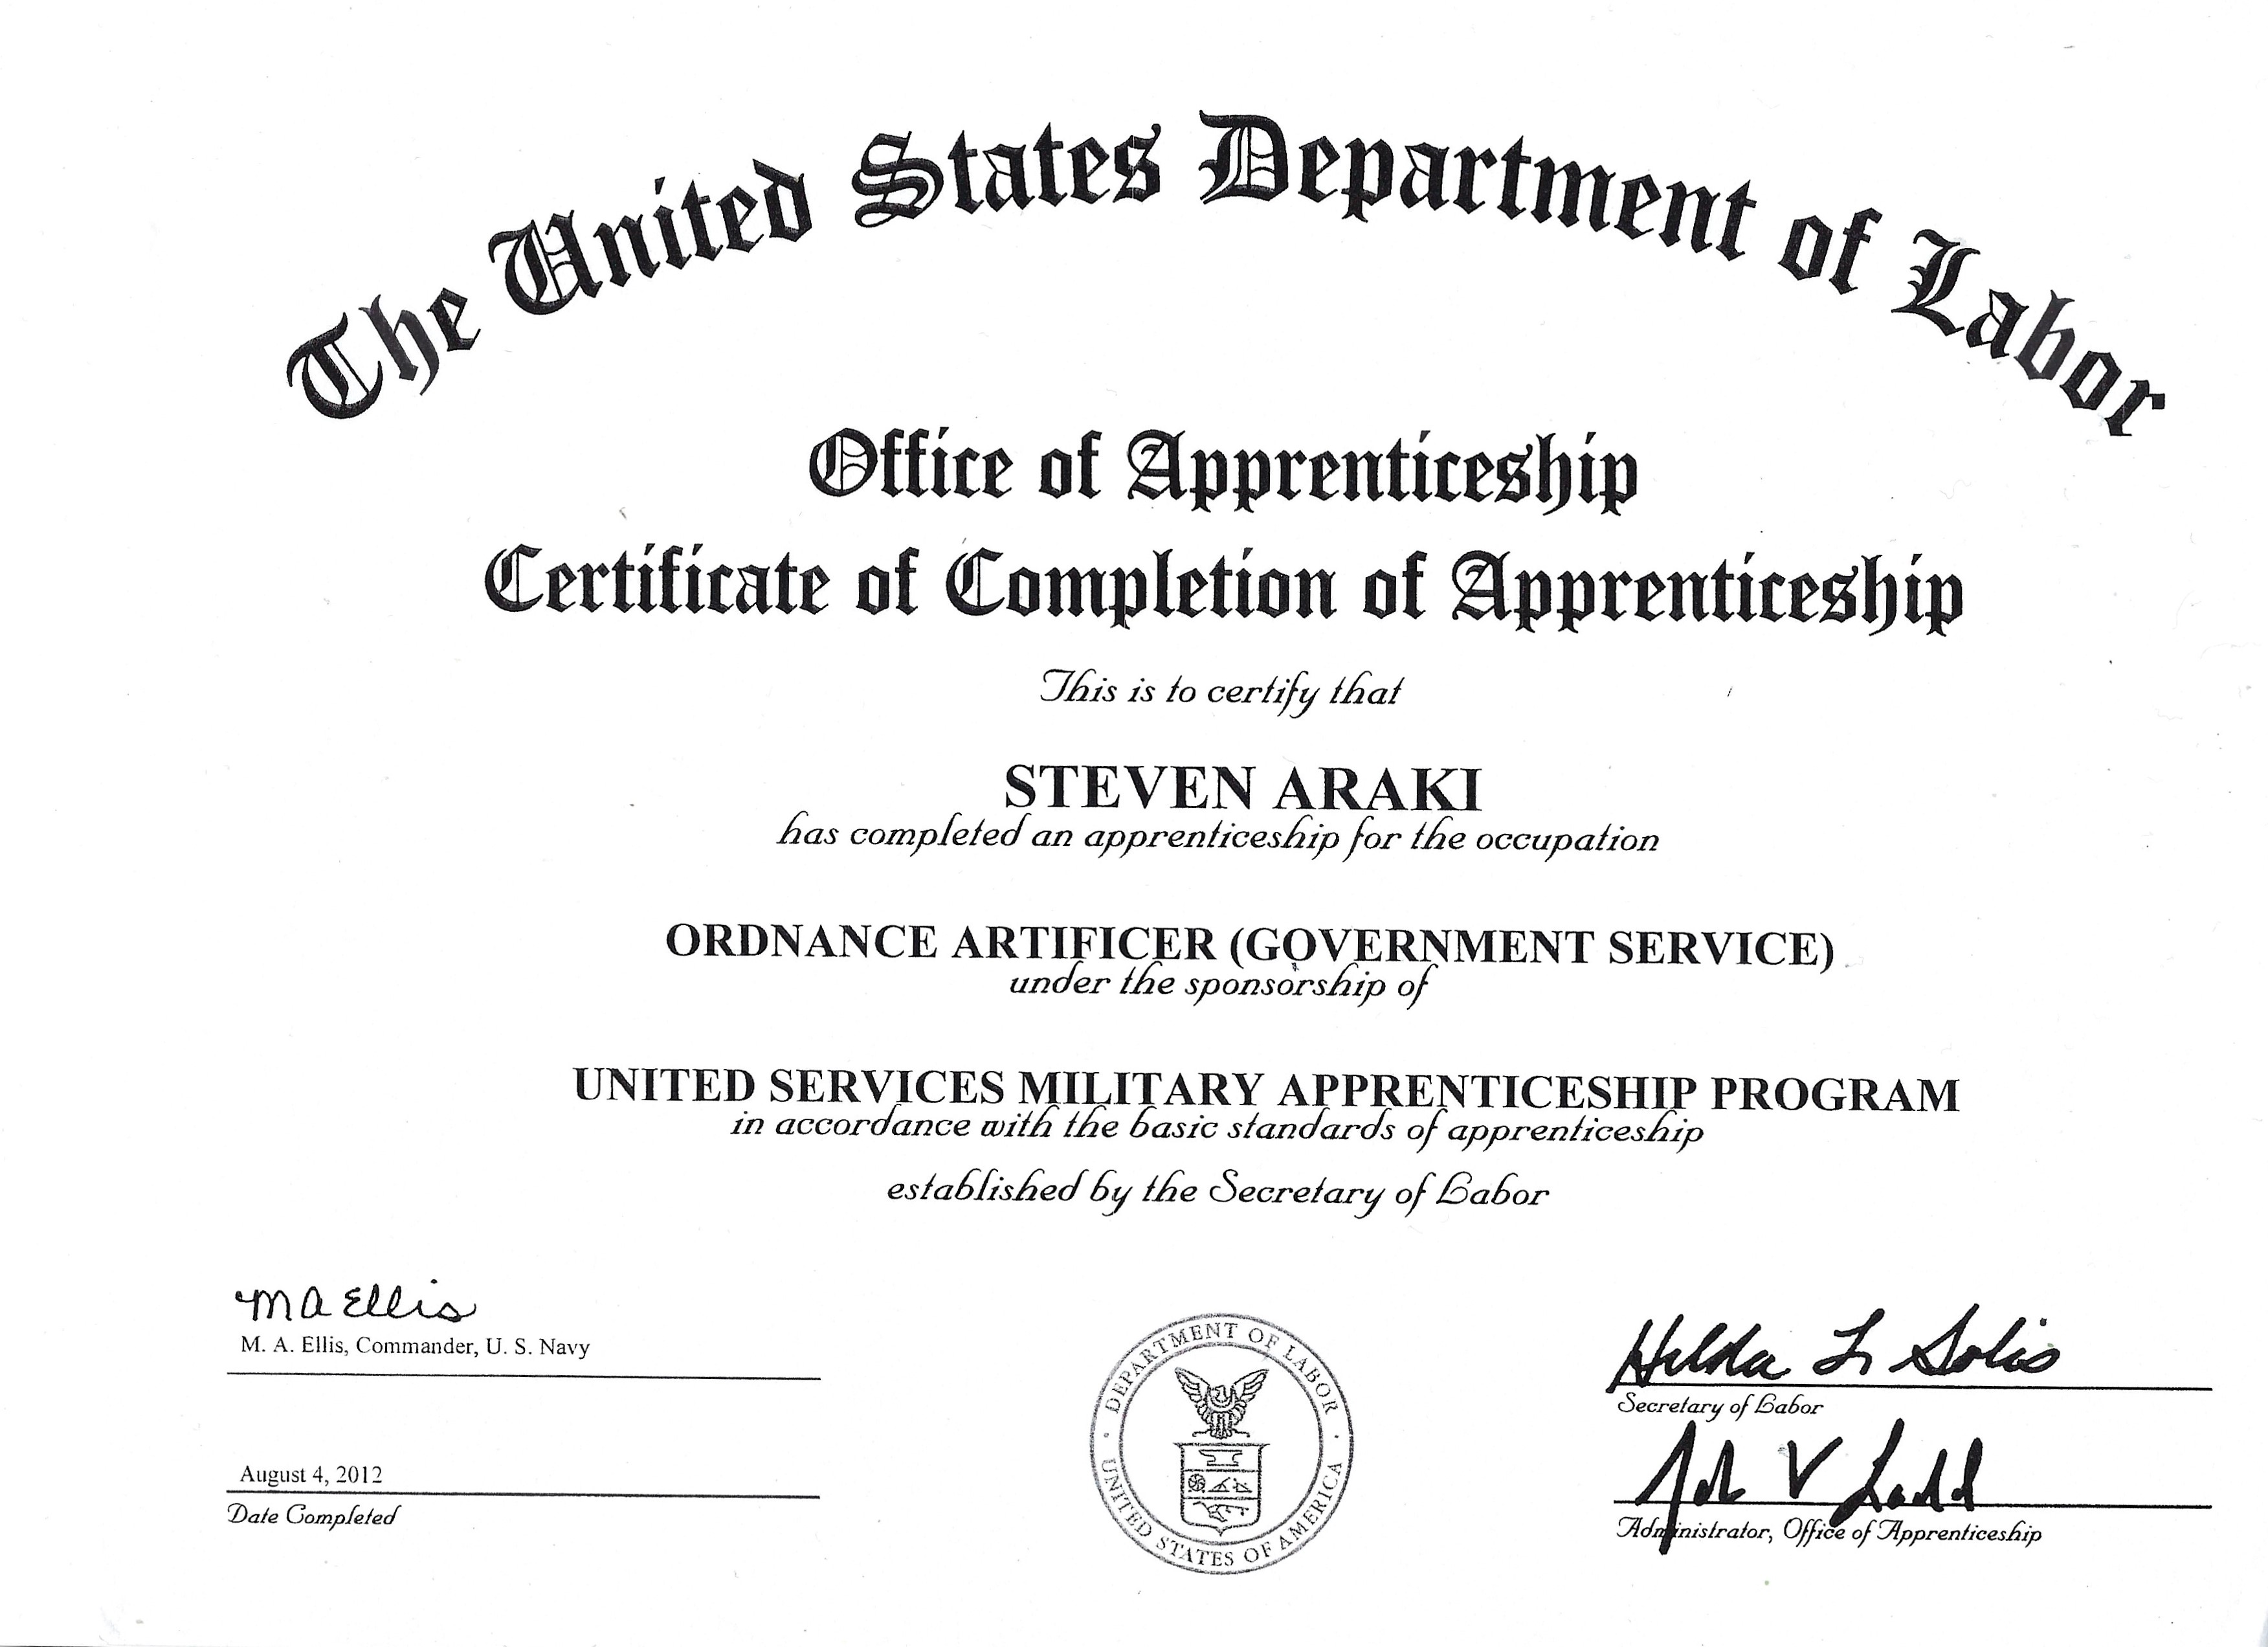 The United States Department of Labor
Office of Apprenticeship
Certificate of Completion of Apprenticeship
This is to certify that
STEVEN ARAKI
has completed an apprenticeship for the occupation
ORDNANCE ARTIFICER (GOVERNMENT SERVICE)
under the sponsorship of
UNITED SERVICES MILITARY APPRENTICESHIP PROGRAM
in accordance with the basic standards of apprenticeship
established by the Secretary of Labor
M A Ellis
M. A. Ellis, Commander, U. S. Navy
August 4, 2012
Date Completed
DEPARTMENT OF LABOR
UNITED STATES OF AMERICA
Hilda L Solis
Secretary of Labor
John V Ladd
Administrator, Office of Apprenticeship